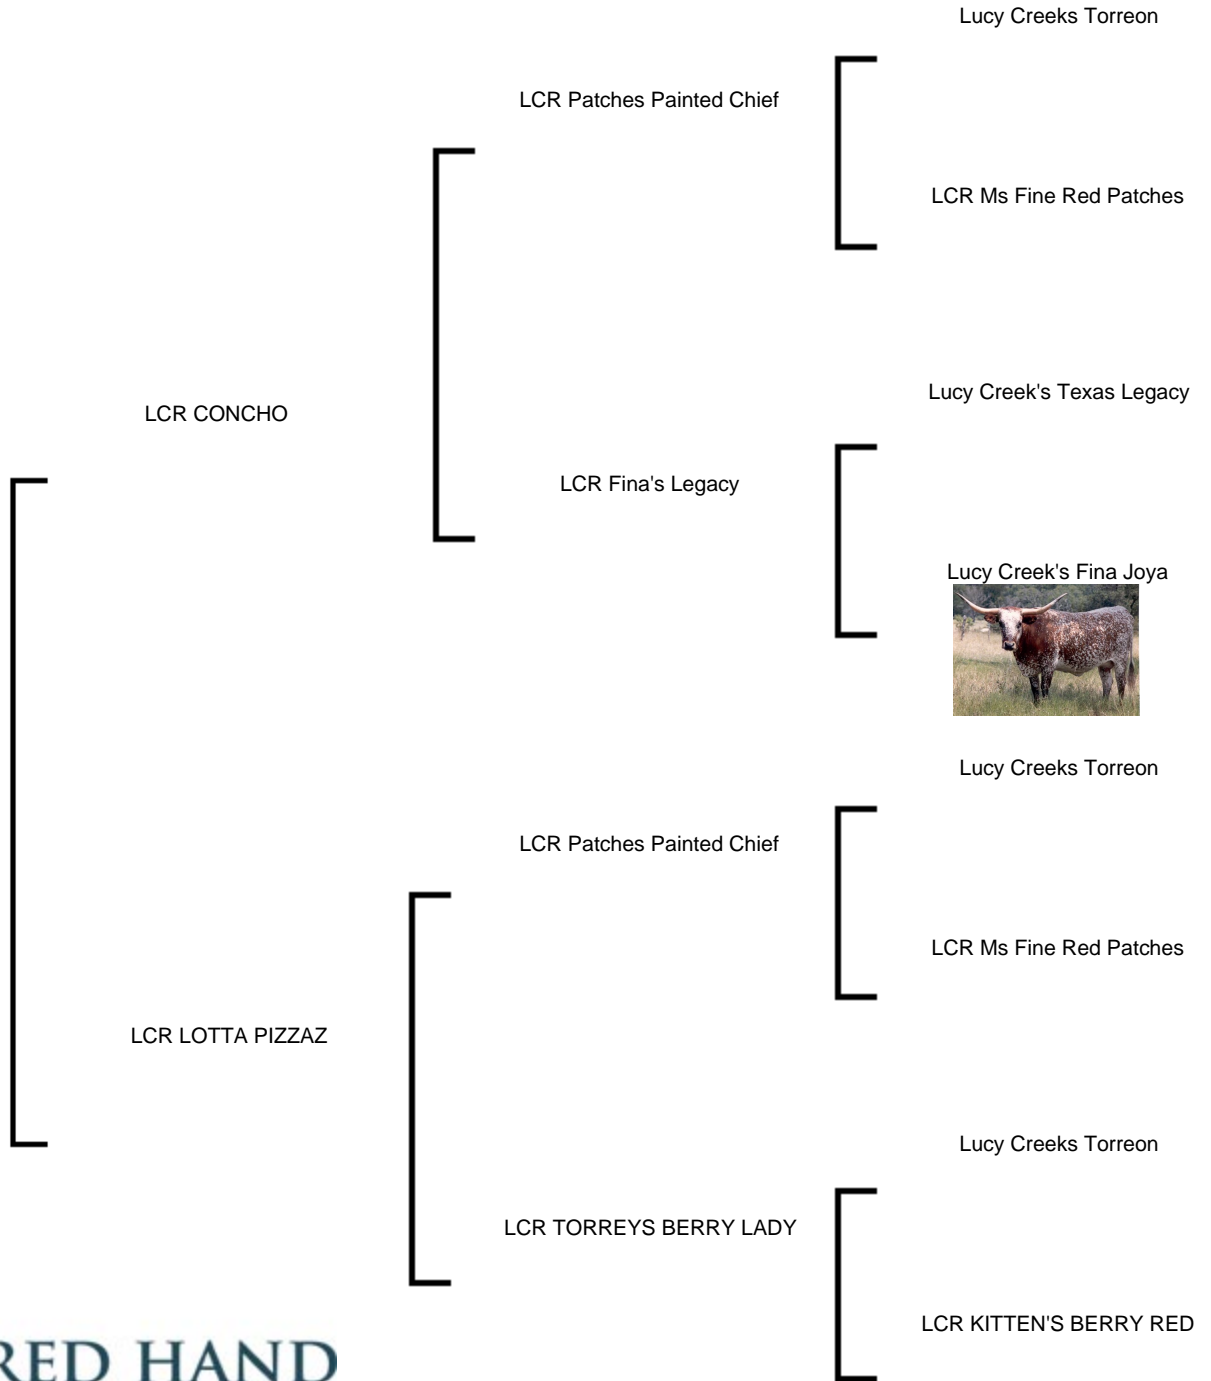 Lucy Creeks Torreon
LCR Patches Painted Chief
LCR Ms Fine Red Patches
Lucy Creek's Texas Legacy
LCR CONCHO
LCR Fina's Legacy
Lucy Creek's Fina Joya
Lucy Creeks Torreon
LCR Patches Painted Chief
LCR Ms Fine Red Patches
LCR LOTTA PIZZAZ
Lucy Creeks Torreon
LCR TORREYS BERRY LADY
LCR KITTEN'S BERRY RED
RED HAND